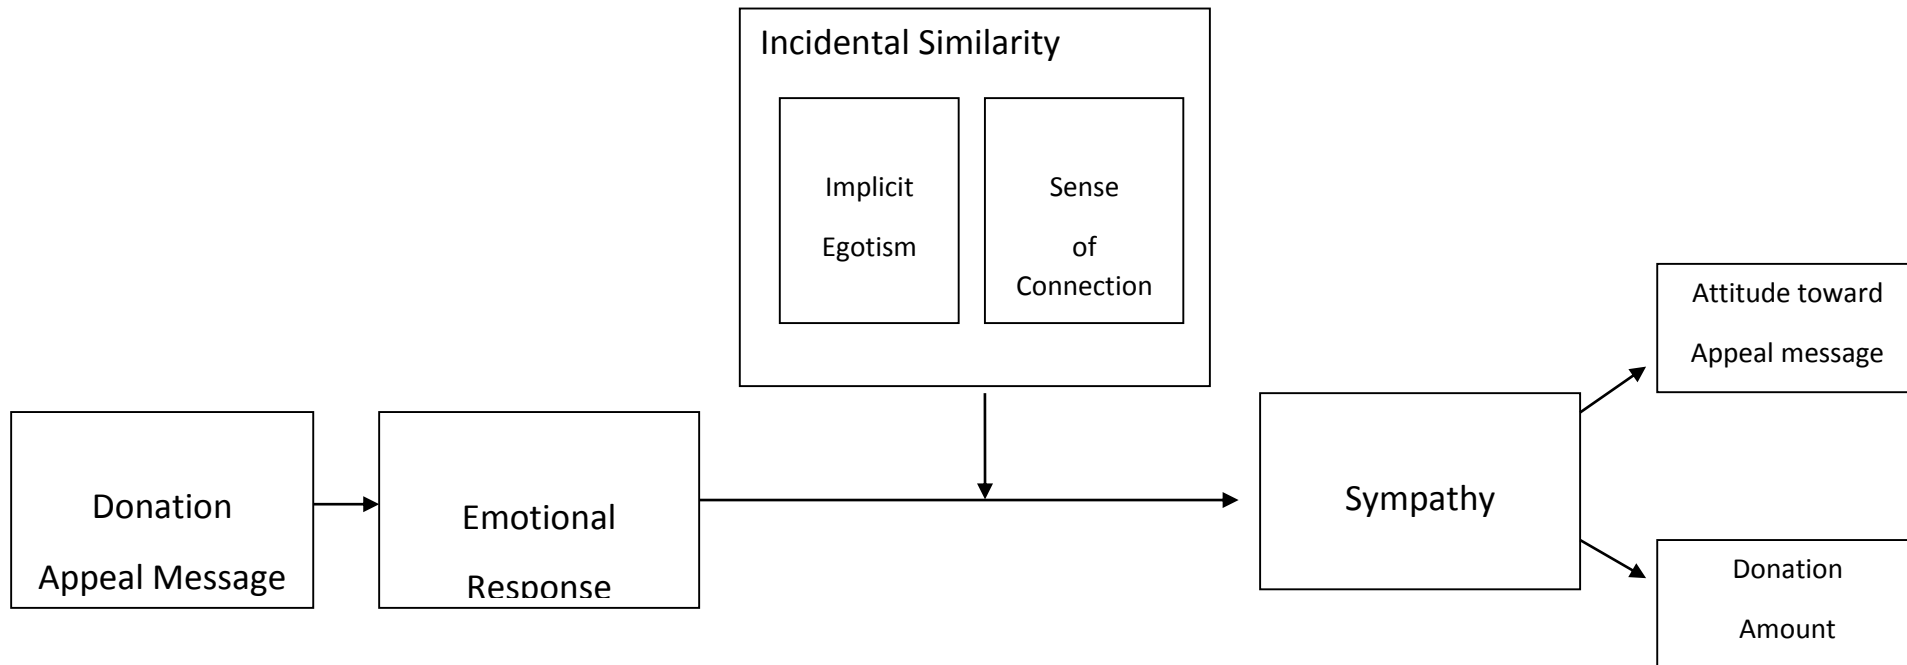 Incidental Similarity
Implicit
Egotism
Sense
of
Connection
Donation
Appeal Message
Emotional
Response
Sympathy
Attitude toward
Appeal message
Donation
Amount